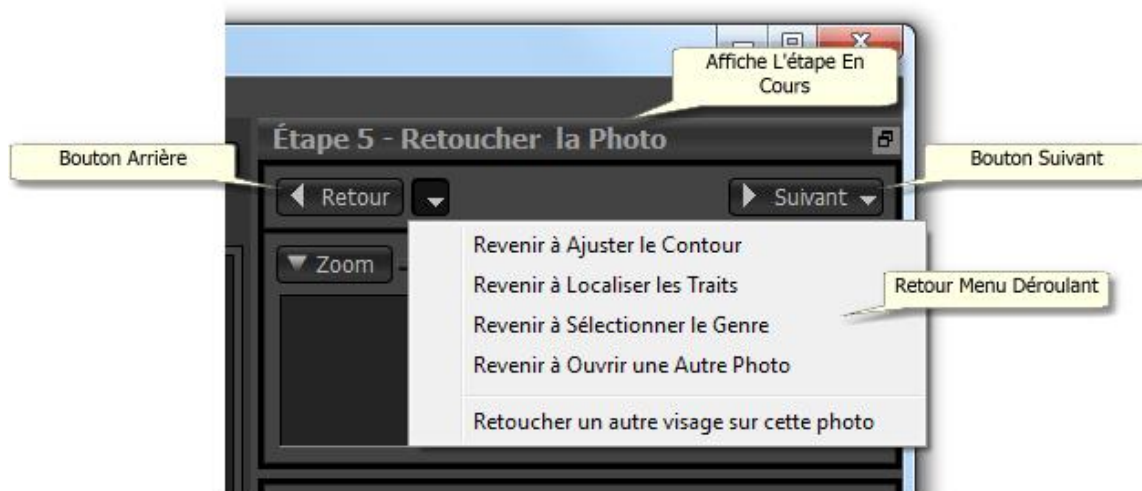 Affiche L'étape En
Cours
Étape 5 - Retoucher la Photo
Bouton Arrière
Bouton Suivant
Retour
Suivant
Revenir à Ajuster le Contour
Zoom
Revenir à Localiser les Traits
Retour Menu Déroulant
Revenir à Sélectionner le Genre
Revenir à Ouvrir une Autre Photo
Retoucher un autre visage sur cette photo